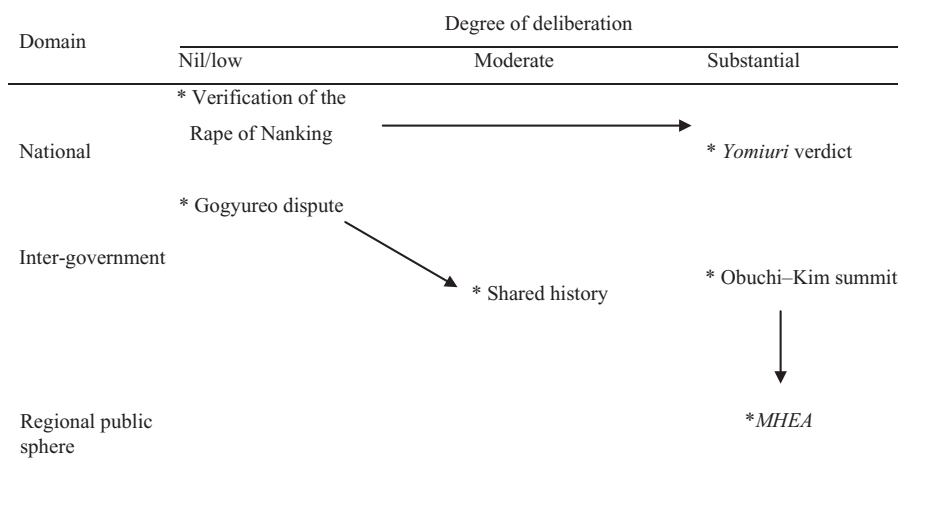 Degree of deliberation
Domain
Nil/low Moderate Substantial
* Verification of the
Rape of Nanking
National
* Yomiuri verdict
* Gogyureo dispute
Inter-government
* Obuchi–Kim summit
* Shared history
Regional public
sphere
*MHEA